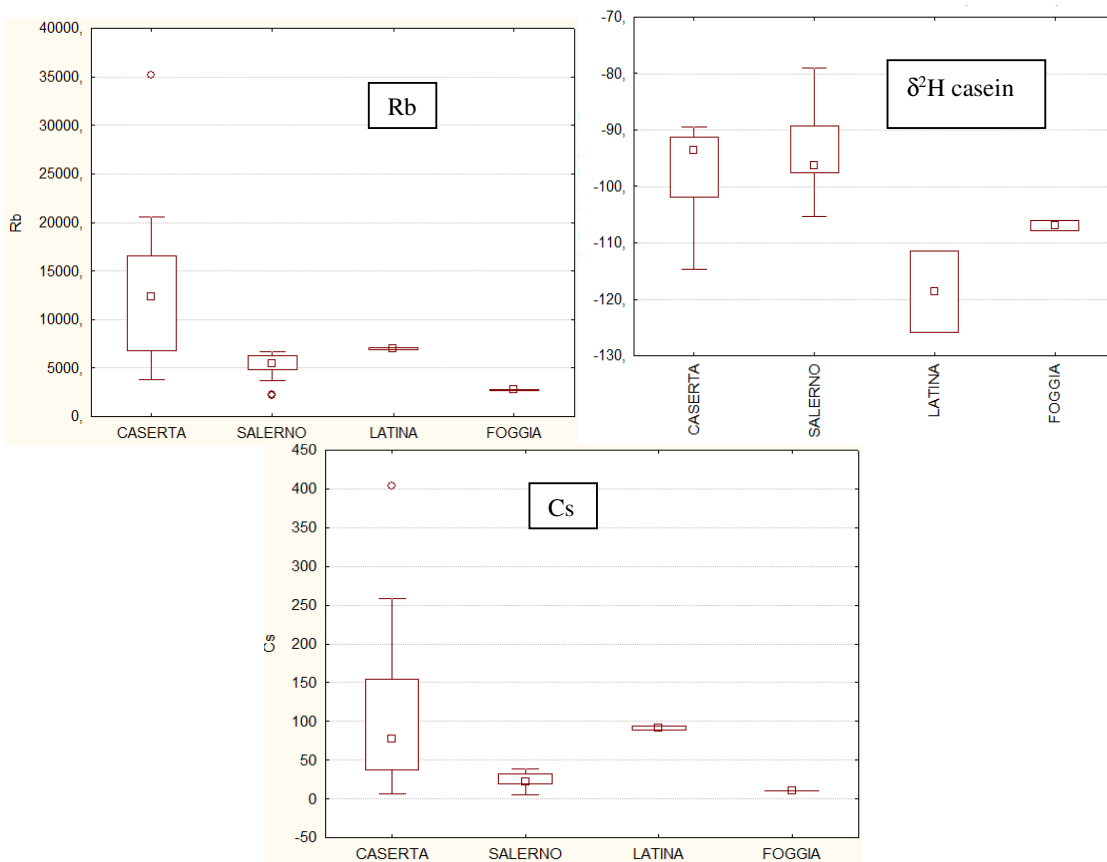 40000,
35000,
30000,
25000,
20000,
15000,
10000,
5000,
0,
Rb
Rb
CASERTA SALERNO LATINA FOGGIA
-70,
-80,
-90,
-100,
-110,
-120,
-130,
δ²H casein
CASERTA
SALERNO
LATINA
FOGGIA
450
400
350
300
250
200
150
100
50
0
-50
Cs
Cs
CASERTA SALERNO LATINA FOGGIA